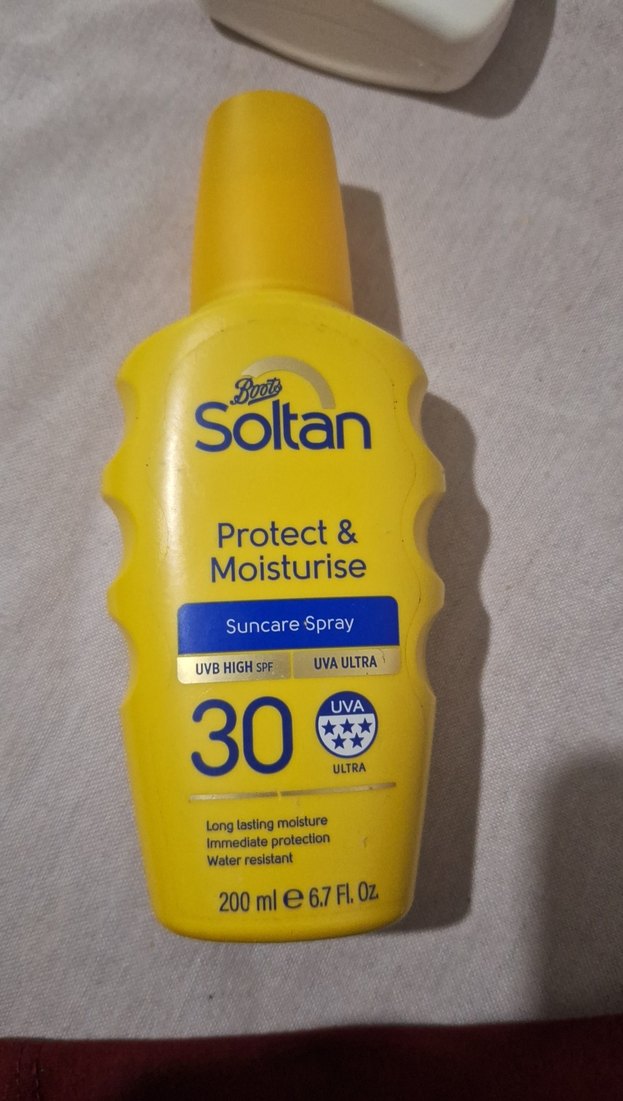 Boots
Soltan
Protect &
Moisturise
Suncare Spray
UVB HIGH SPF UVA ULTRA
30 UVA
ULTRA
Long lasting moisture
Immediate protection
Water resistant
200 ml e 6.7 Fl. Oz.